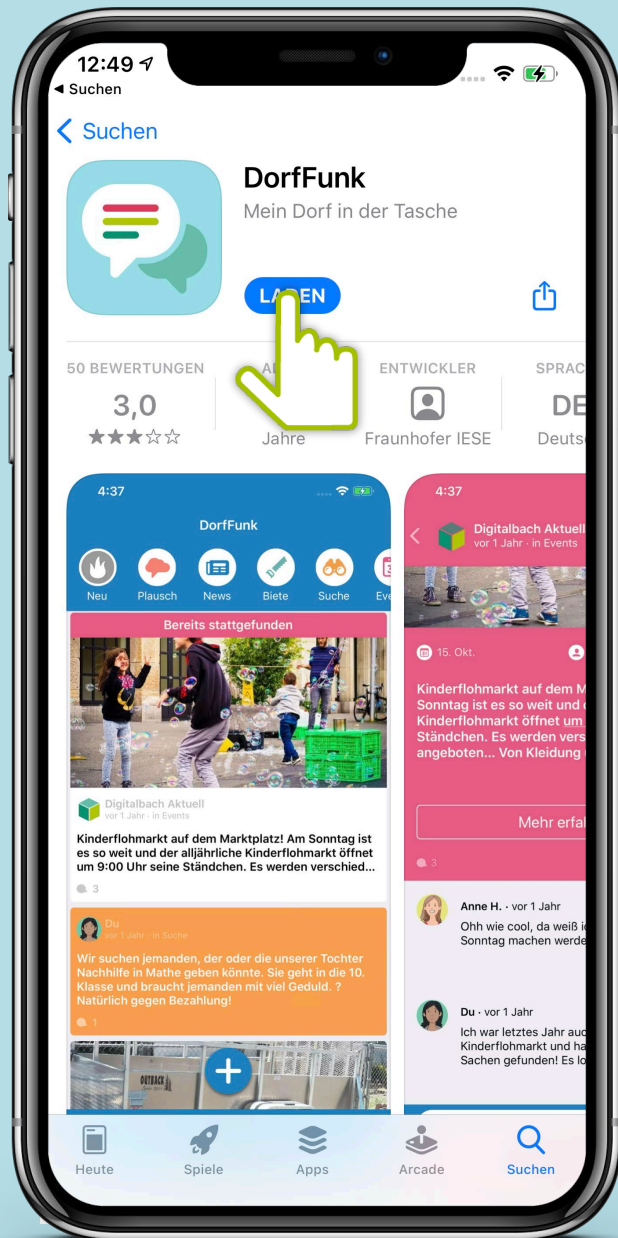 12:49
Suchen
Suchen
DorfFunk
Mein Dorf in der Tasche
LADEN
50 BEWERTUNGEN
ENTWICKLER
3,0
DE
Jahre
Fraunhofer IESE
4:37
DorfFunk
Neu
Plausch
News
Biete
Suche
Bereits stattgefunden
Digitalbach Aktuell
vor 1 Jahr · in Events
Kinderflohmarkt auf dem Marktplatz! Am Sonntag ist
es so weit und der alljährliche Kinderflohmarkt öffnet
um 9:00 Uhr seine Ständchen. Es werden verschied...
3
Du
vor 1 Jahr · in Suche
Wir suchen jemanden, der oder die unserer Tochter
Nachhilfe in Mathe geben könnte. Sie geht in die 10.
Klasse und braucht jemanden mit viel Geduld. ?
Natürlich gegen Bezahlung!
1
OUTBACK
4:37
Digitalbach Aktuell
vor 1 Jahr · in Events
15. Okt.
Kinderflohmarkt auf dem M
Sonntag ist es so weit und
Kinderflohmarkt öffnet um
Ständchen. Es werden vers
angeboten... Von Kleidung
Mehr erfa
3
Anne H. · vor 1 Jahr
Ohh wie cool, da weiß i
Sonntag machen werde
Du · vor 1 Jahr
Ich war letztes Jahr auc
Kinderflohmarkt und ha
Sachen gefunden! Es lo
Heute
Spiele
Apps
Arcade
Suchen